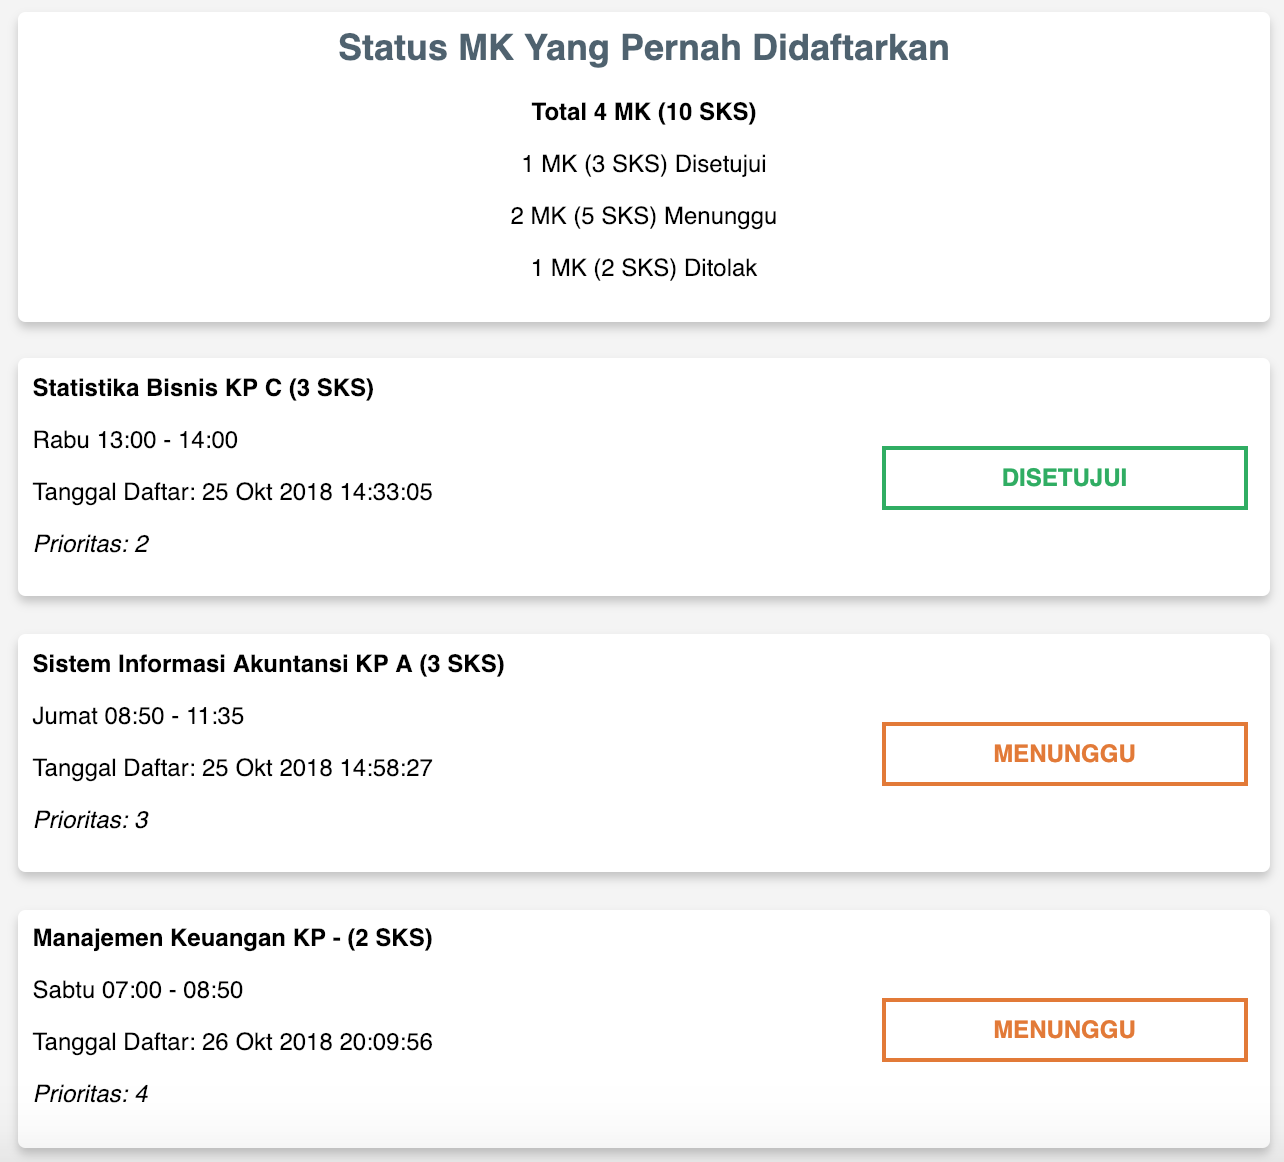 Status MK Yang Pernah Didaftarkan
Total 4 MK (10 SKS)
1 MK (3 SKS) Disetujui
2 MK (5 SKS) Menunggu
1 MK (2 SKS) Ditolak
Statistika Bisnis KP C (3 SKS)
Rabu 13:00 - 14:00
Tanggal Daftar: 25 Okt 2018 14:33:05
Prioritas: 2
DISETUJUI
Sistem Informasi Akuntansi KP A (3 SKS)
Jumat 08:50 - 11:35
Tanggal Daftar: 25 Okt 2018 14:58:27
Prioritas: 3
MENUNGGU
Manajemen Keuangan KP - (2 SKS)
Sabtu 07:00 - 08:50
Tanggal Daftar: 26 Okt 2018 20:09:56
Prioritas: 4
MENUNGGU